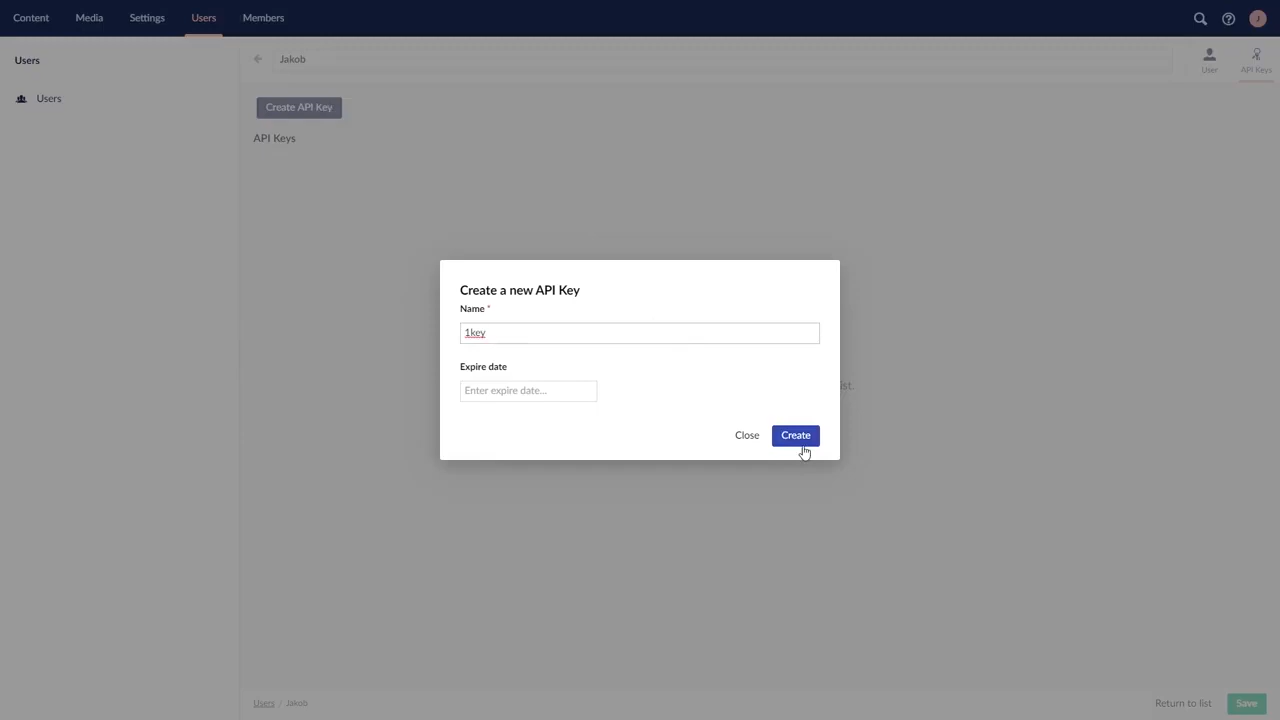 Content Media Settings Users Members J
Users
Users
Jakob
User API Keys
Create API Key
API Keys
list.
Create a new API Key
Name *
1key
Expire date
Enter expire date...
Close Create
Users / Jakob
Return to list Save